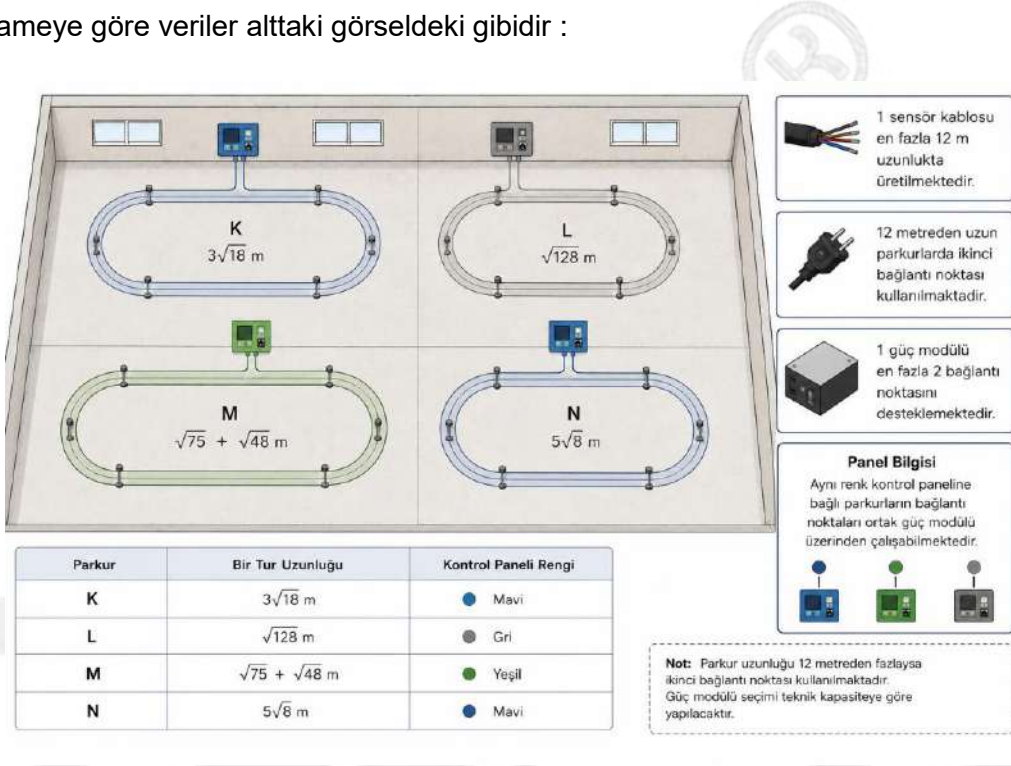 ameye göre veriler alttaki görseldeki gibidir :
K
3√18 m
L
√128 m
M
√75 + √48 m
N
5√8 m
1 sensör kablosu
en fazla 12 m
uzunlukta
üretilmektedir.
12 metreden uzun
parkurlarda ikinci
bağlantı noktası
kullanılmaktadır.
1 güç modülü
en fazla 2 bağlantı
noktasını
desteklemektedir.
Panel Bilgisi
Aynı renk kontrol paneline
bağlı parkurların bağlantı
noktaları ortak güç modülü
üzerinden çalışabilmektedir.
Parkur Bir Tur Uzunluğu Kontrol Paneli Rengi
K 3√18 m Mavi
L √128 m Gri
M √75 + √48 m Yeşil
N 5√8 m Mavi
Not: Parkur uzunluğu 12 metreden fazlaysa
ikinci bağlantı noktası kullanılmaktadır.
Güç modülü seçimi teknik kapasiteye göre
yapılacaktır.